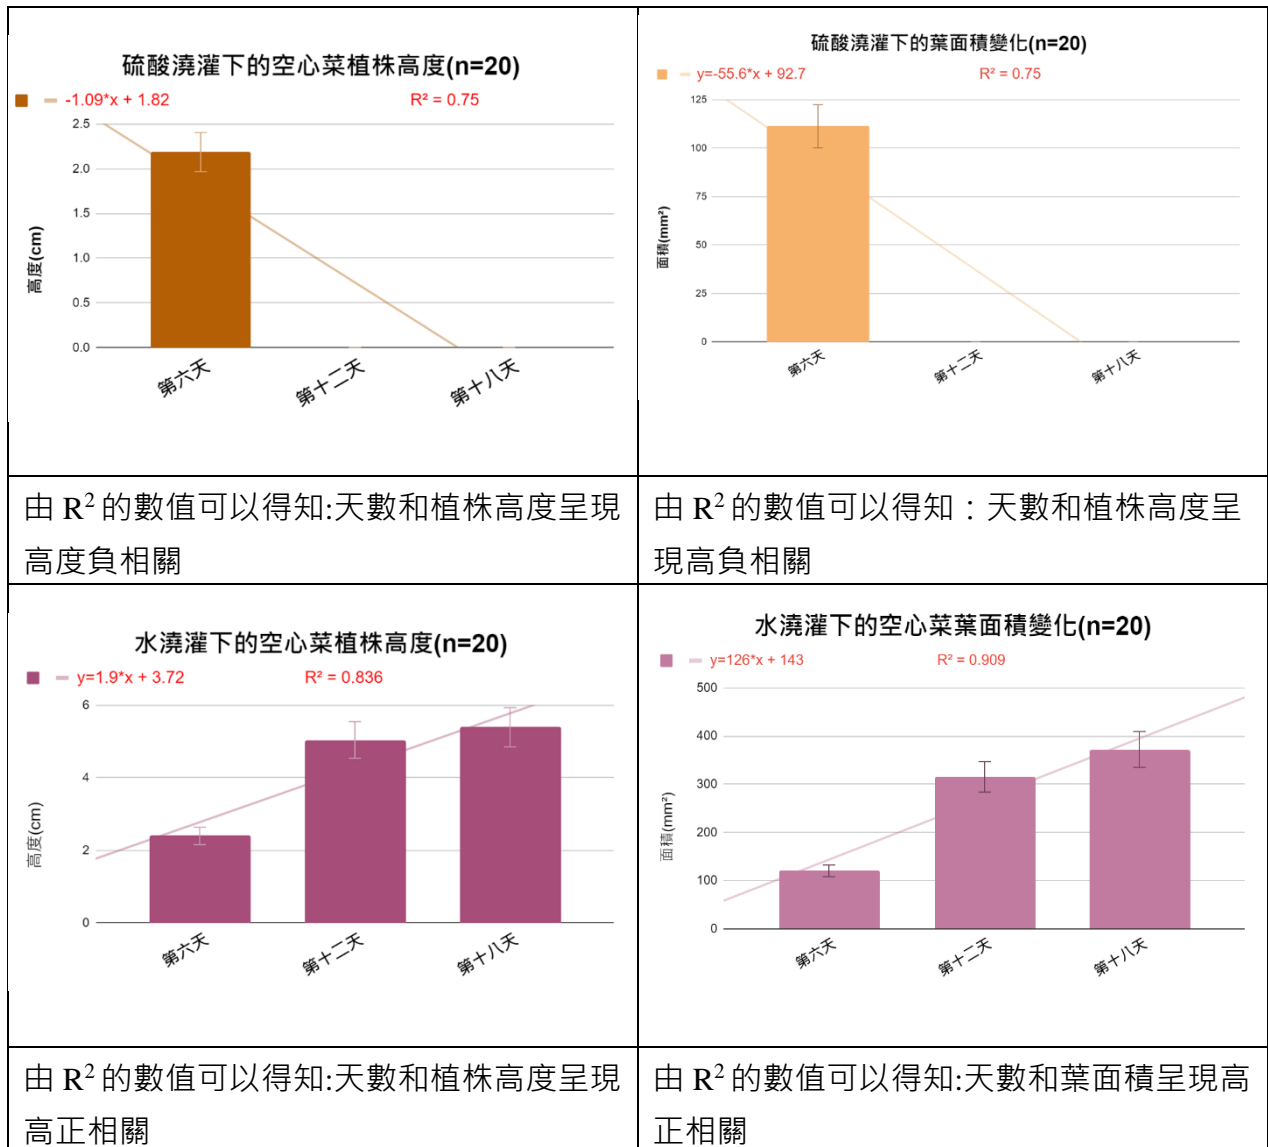 硫酸澆灌下的空心菜植株高度(n=20)
-1.09*x + 1.82
R² = 0.75
2.5
2.0
1.5
1.0
0.5
0.0
高度(cm)
第六天
第十二天
第十八天
硫酸澆灌下的葉面積變化(n=20)
y=-55.6*x + 92.7
R² = 0.75
125
100
75
50
25
0
面積(mm²)
第六天
第十二天
第十八天
由 R² 的數值可以得知:天數和植株高度呈現
高度負相關
由 R² 的數值可以得知：天數和植株高度呈
現高負相關
水澆灌下的空心菜植株高度(n=20)
y=1.9*x + 3.72
R² = 0.836
6
4
2
0
高度(cm)
第六天
第十二天
第十八天
水澆灌下的空心菜葉面積變化(n=20)
y=126*x + 143
R² = 0.909
500
400
300
200
100
0
面積(mm²)
第六天
第十二天
第十八天
由 R² 的數值可以得知:天數和植株高度呈現
高正相關
由 R² 的數值可以得知:天數和葉面積呈現高
正相關